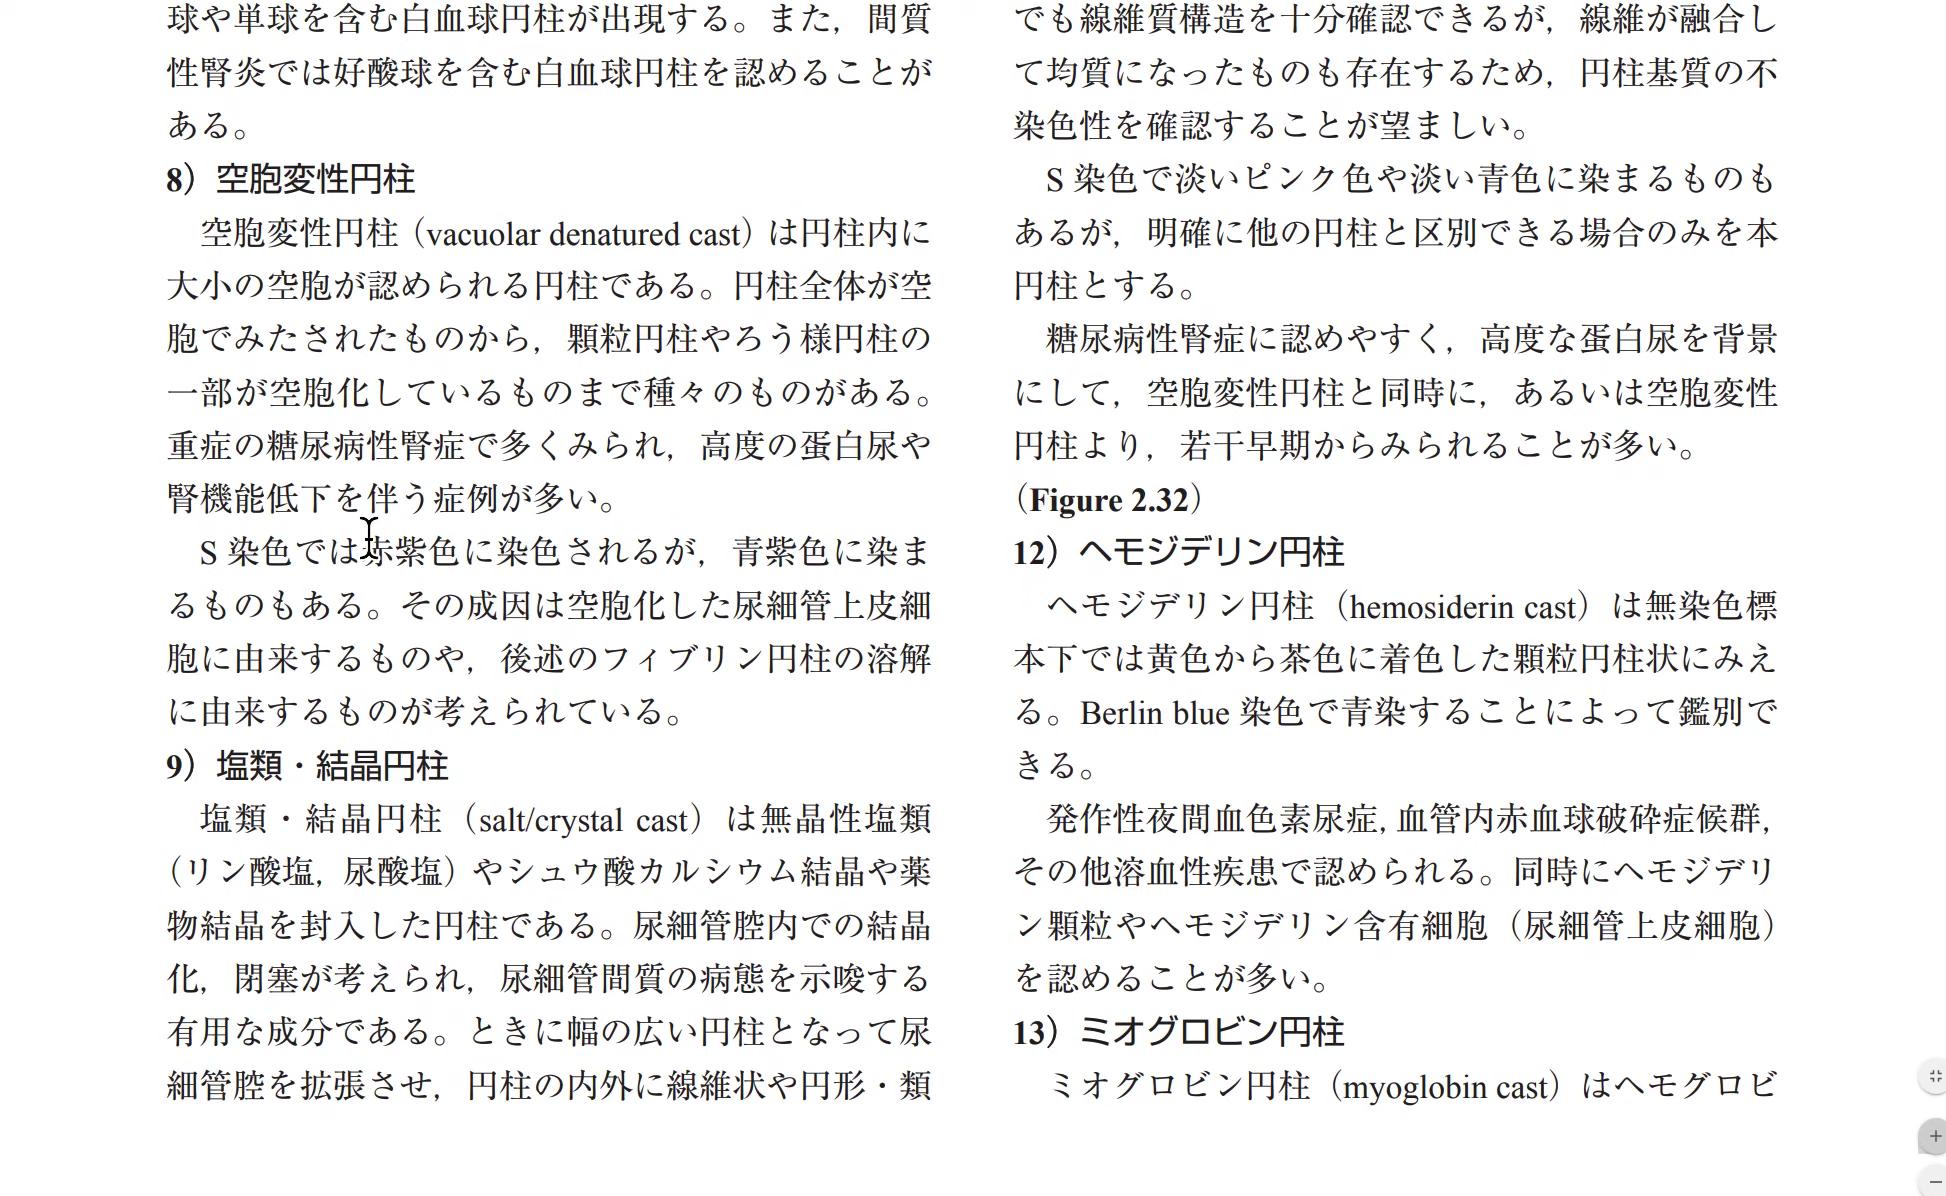 球や単球を含む白血球円柱が出現する。また，間質
性腎炎では好酸球を含む白血球円柱を認めることが
ある。
8）空胞変性円柱
空胞変性円柱（vacuolar denatured cast）は円柱内に
大小の空胞が認められる円柱である。円柱全体が空
胞でみたされたものから，顆粒円柱やろう様円柱の
一部が空胞化しているものまで種々のものがある。
重症の糖尿病性腎症で多くみられ，高度の蛋白尿や
腎機能低下を伴う症例が多い。
S 染色では赤紫色に染色されるが，青紫色に染ま
るものもある。その成因は空胞化した尿細管上皮細
胞に由来するものや，後述のフィブリン円柱の溶解
に由来するものが考えられている。
9）塩類・結晶円柱
塩類・結晶円柱（salt/crystal cast）は無晶性塩類
（リン酸塩，尿酸塩）やシュウ酸カルシウム結晶や薬
物結晶を封入した円柱である。尿細管腔内での結晶
化，閉塞が考えられ，尿細管間質の病態を示唆する
有用な成分である。ときに幅の広い円柱となって尿
細管腔を拡張させ，円柱の内外に線維状や円形・類
でも線維質構造を十分確認できるが，線維が融合し
て均質になったものも存在するため，円柱基質の不
染色性を確認することが望ましい。
S 染色で淡いピンク色や淡い青色に染まるものも
あるが，明確に他の円柱と区別できる場合のみを本
円柱とする。
糖尿病性腎症に認めやすく，高度な蛋白尿を背景
にして，空胞変性円柱と同時に，あるいは空胞変性
円柱より，若干早期からみられることが多い。
（Figure 2.32）
12）ヘモジデリン円柱
ヘモジデリン円柱（hemosiderin cast）は無染色標
本下では黄色から茶色に着色した顆粒円柱状にみえ
る。Berlin blue 染色で青染することによって鑑別で
きる。
発作性夜間血色素尿症，血管内赤血球破砕症候群，
その他溶血性疾患で認められる。同時にヘモジデリ
ン顆粒やヘモジデリン含有細胞（尿細管上皮細胞）
を認めることが多い。
13）ミオグロビン円柱
ミオグロビン円柱（myoglobin cast）はヘモグロビ